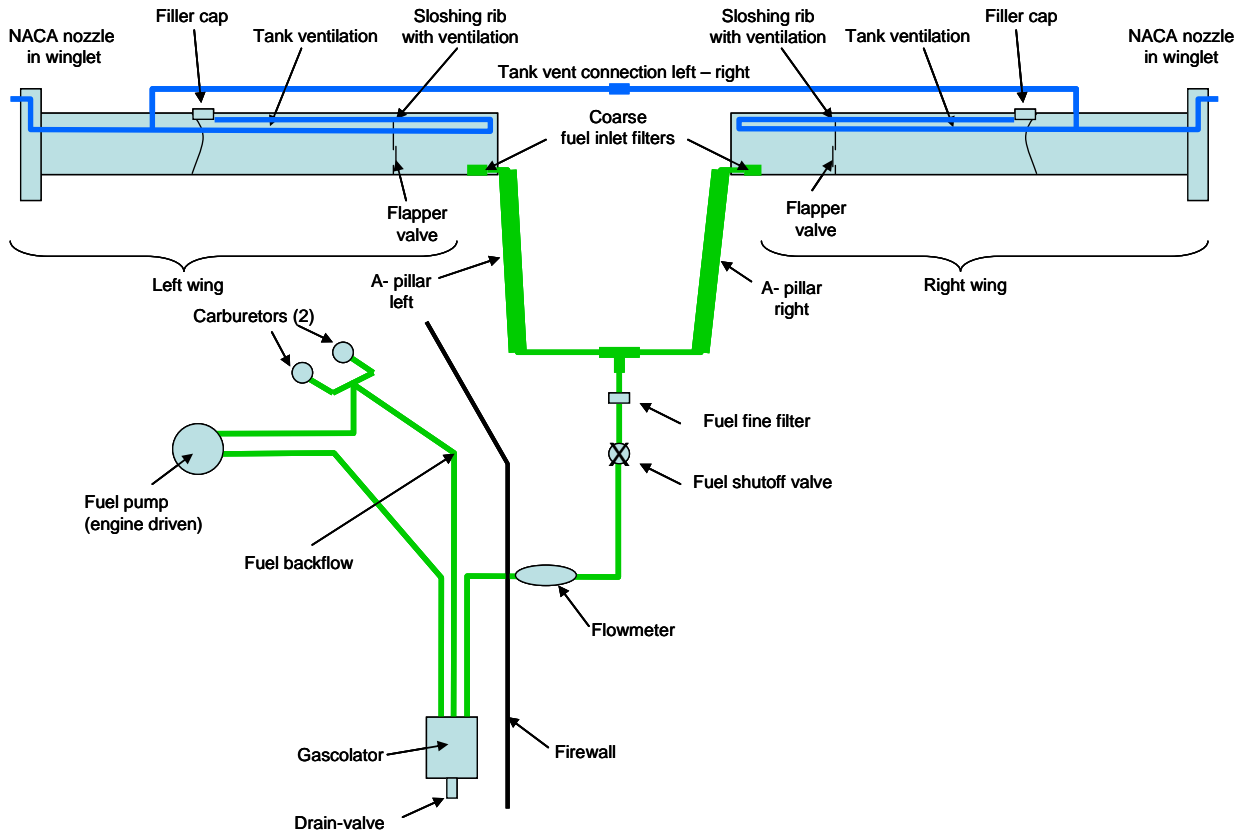 Filler cap
Sloshing rib
with ventilation
Sloshing rib
with ventilation
Filler cap
NACA nozzle
in winglet
Tank ventilation
Tank ventilation
NACA nozzle
in winglet
Tank vent connection left – right
Coarse
fuel inlet filters
Flapper
valve
Flapper
valve
Left wing
A- pillar
left
A- pillar
right
Right wing
Carburetors (2)
Fuel fine filter
Fuel shutoff valve
Fuel pump
(engine driven)
Fuel backflow
Flowmeter
Gascolator
Firewall
Drain-valve